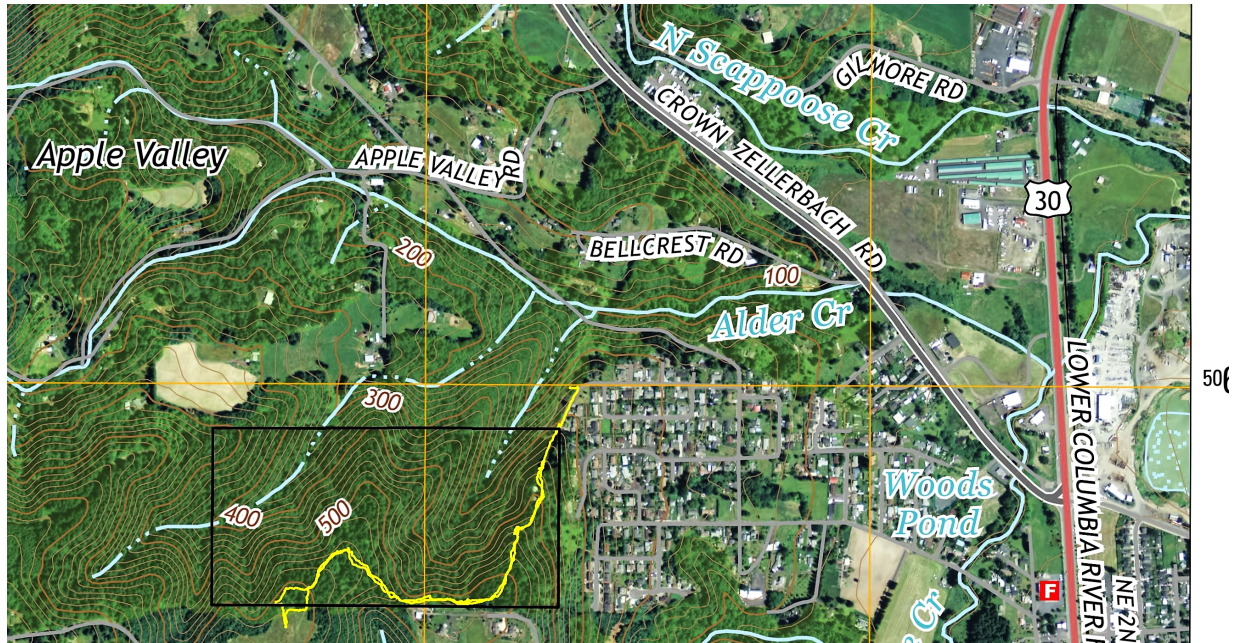 N Scappoose Cr
GILMORE RD
CROWN ZELLERBACH RD
Apple Valley
APPLE VALLEY RD
30
BELLCREST RD
200
100
Alder Cr
LOWER COLUMBIA RIVER
300
400
500
Woods
Pond
F
NE 2N
Cr